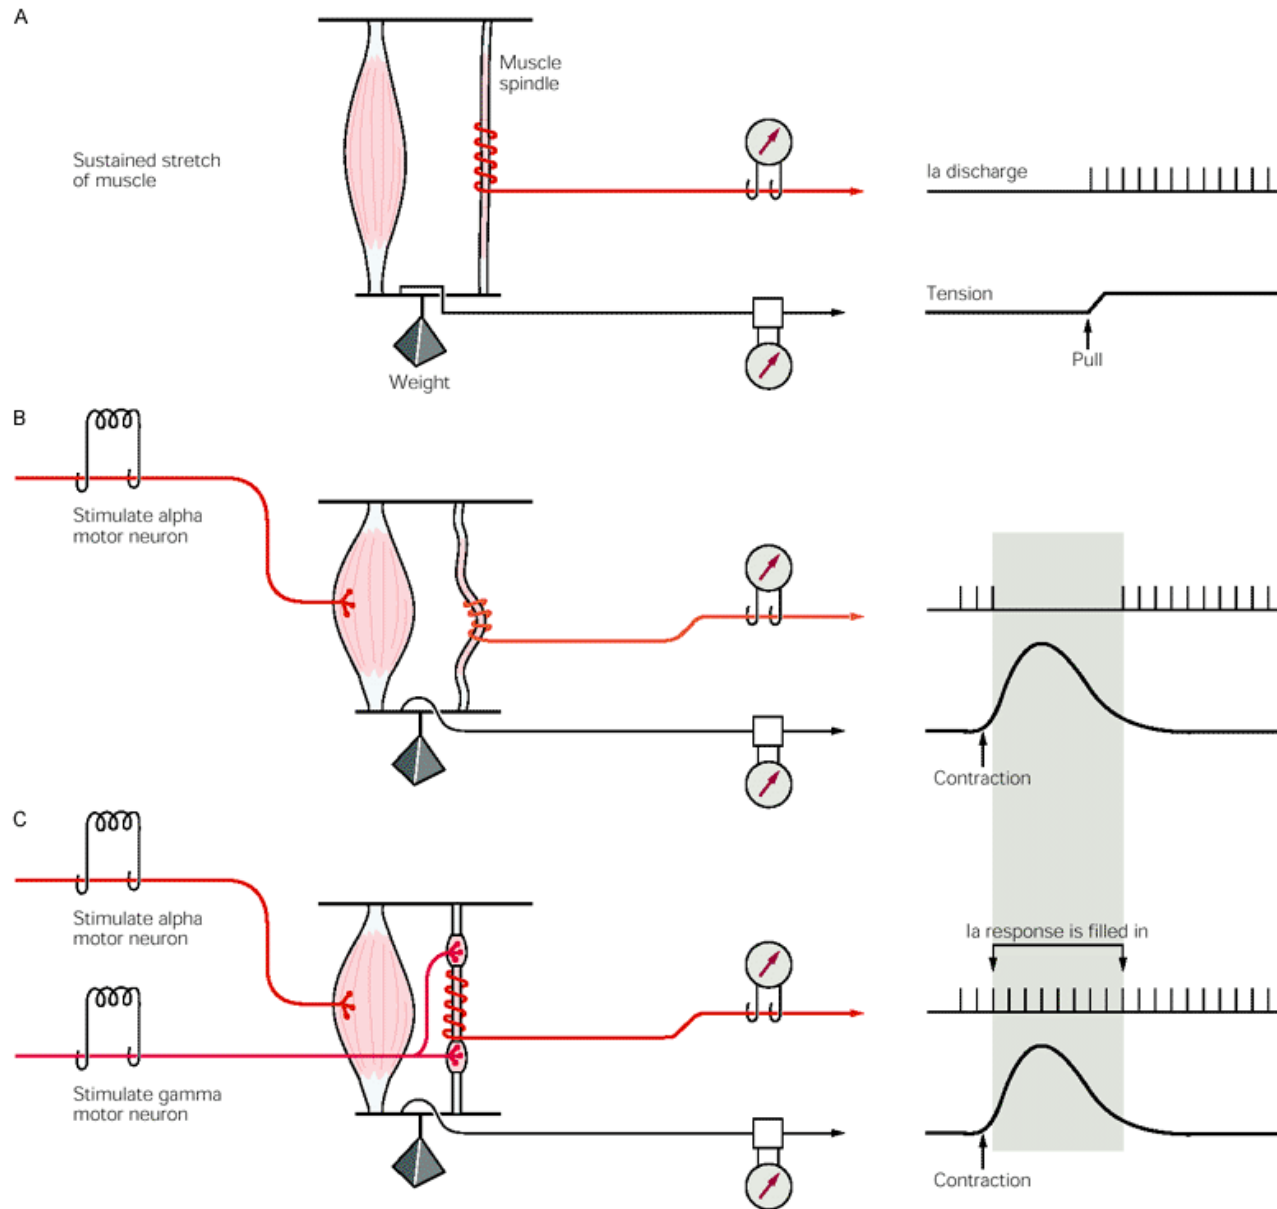 A
Muscle
spindle
Sustained stretch
of muscle
Ia discharge
Tension
Pull
Weight
B
Stimulate alpha
motor neuron
Contraction
C
Stimulate alpha
motor neuron
Ia response is filled in
Stimulate gamma
motor neuron
Contraction